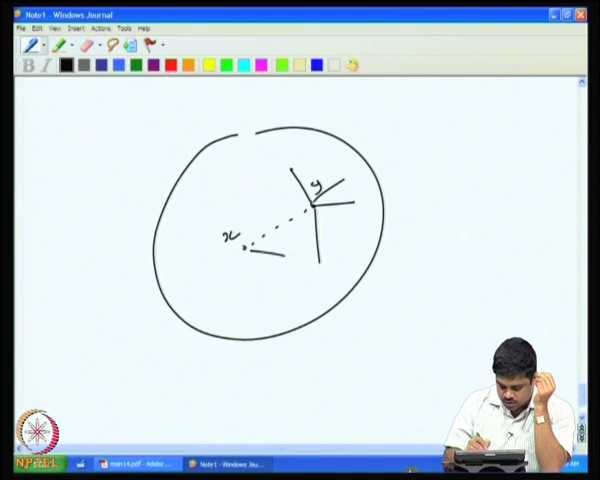 Note1 - Windows Journal
File Edit View Insert Actions Tools Help
B I
y
x
NPTEL
main14.pdf - Adobe ...
Note1 - Windows Jou...